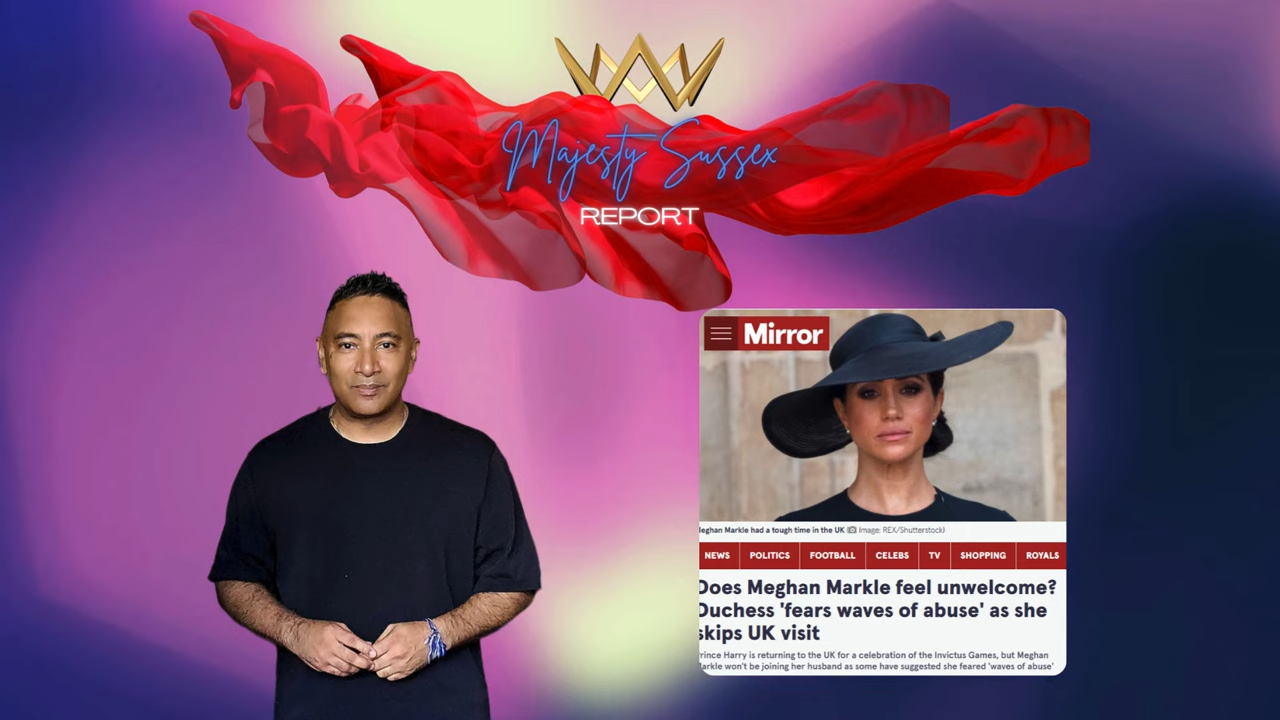 Majesty Sussex
REPORT
Mirror
eghan Markle had a tough time in the UK (Image: REX/Shutterstock)
NEWS POLITICS FOOTBALL CELEBS TV SHOPPING ROYALS
Does Meghan Markle feel unwelcome?
Duchess 'fears waves of abuse' as she
skips UK visit
rince Harry is returning to the UK for a celebration of the Invictus Games, but Meghan
arkle won't be joining her husband as some have suggested she feared 'waves of abuse'